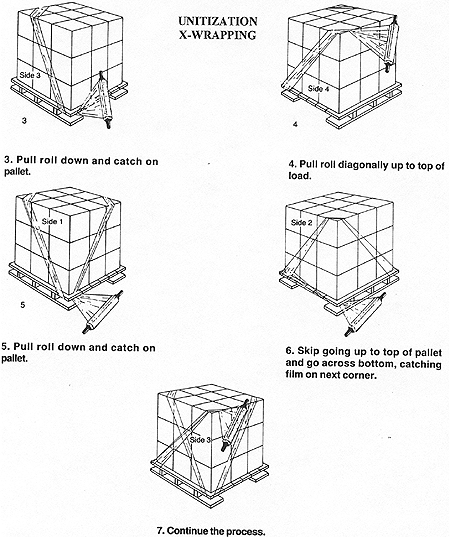 UNITIZATION
X-WRAPPING
Side 3
3
3. Pull roll down and catch on
pallet.
Side 4
4
4. Pull roll diagonally up to top of
load.
Side 1
5
5. Pull roll down and catch on
pallet.
Side 2
6
6. Skip going up to top of pallet
and go across bottom, catching
film on next corner.
Side 3
7. Continue the process.